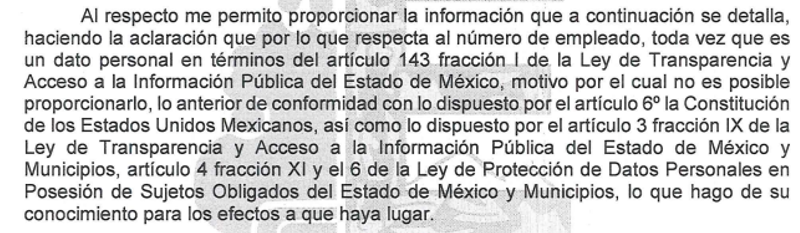 Al respecto me permito proporcionar la información que a continuación se detalla,
haciendo la aclaración que por lo que respecta al número de empleado, toda vez que es
un dato personal en términos del artículo 143 fracción I de la Ley de Transparencia y
Acceso a la Información Pública del Estado de México, motivo por el cual no es posible
proporcionarlo, lo anterior de conformidad con lo dispuesto por el artículo 6º la Constitución
de los Estados Unidos Mexicanos, así como lo dispuesto por el artículo 3 fracción IX de la
Ley de Transparencia y Acceso a la Información Pública del Estado de México y
Municipios, artículo 4 fracción XI y el 6 de la Ley de Protección de Datos Personales en
Posesión de Sujetos Obligados del Estado de México y Municipios, lo que hago de su
conocimiento para los efectos a que haya lugar.